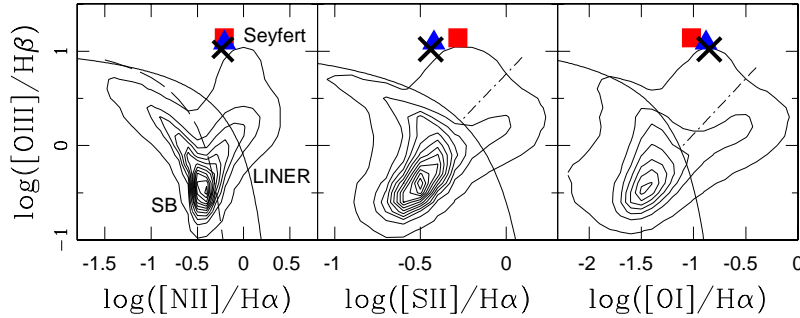 log([OIII]/Hβ)
1
0
−1
Seyfert
LINER
SB
-1.5 -1 -0.5 0 0.5
-1 -0.5 0
-2 -1.5 -1 -0.5 0
log([NII]/Hα)
log([SII]/Hα)
log([OI]/Hα)